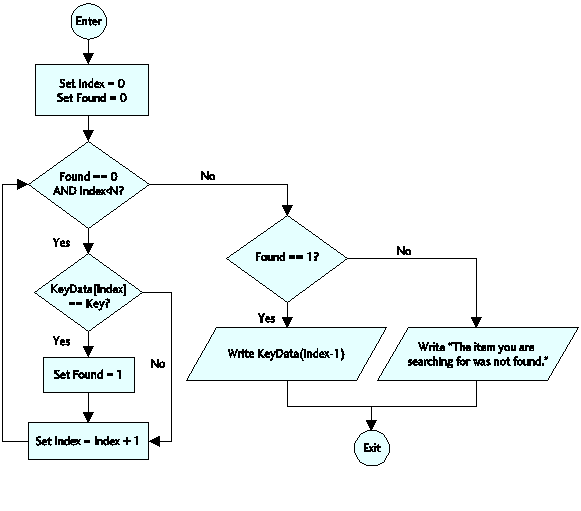 Enter
Set Index = 0
Set Found = 0
Found == 0
AND Index<N?
No
Yes
Found == 1?
No
KeyData[Index]
== Key?
Yes
No
Yes
Write KeyData(Index-1)
Write “The item you are
searching for was not found.”
Set Found = 1
Set Index = Index + 1
Exit